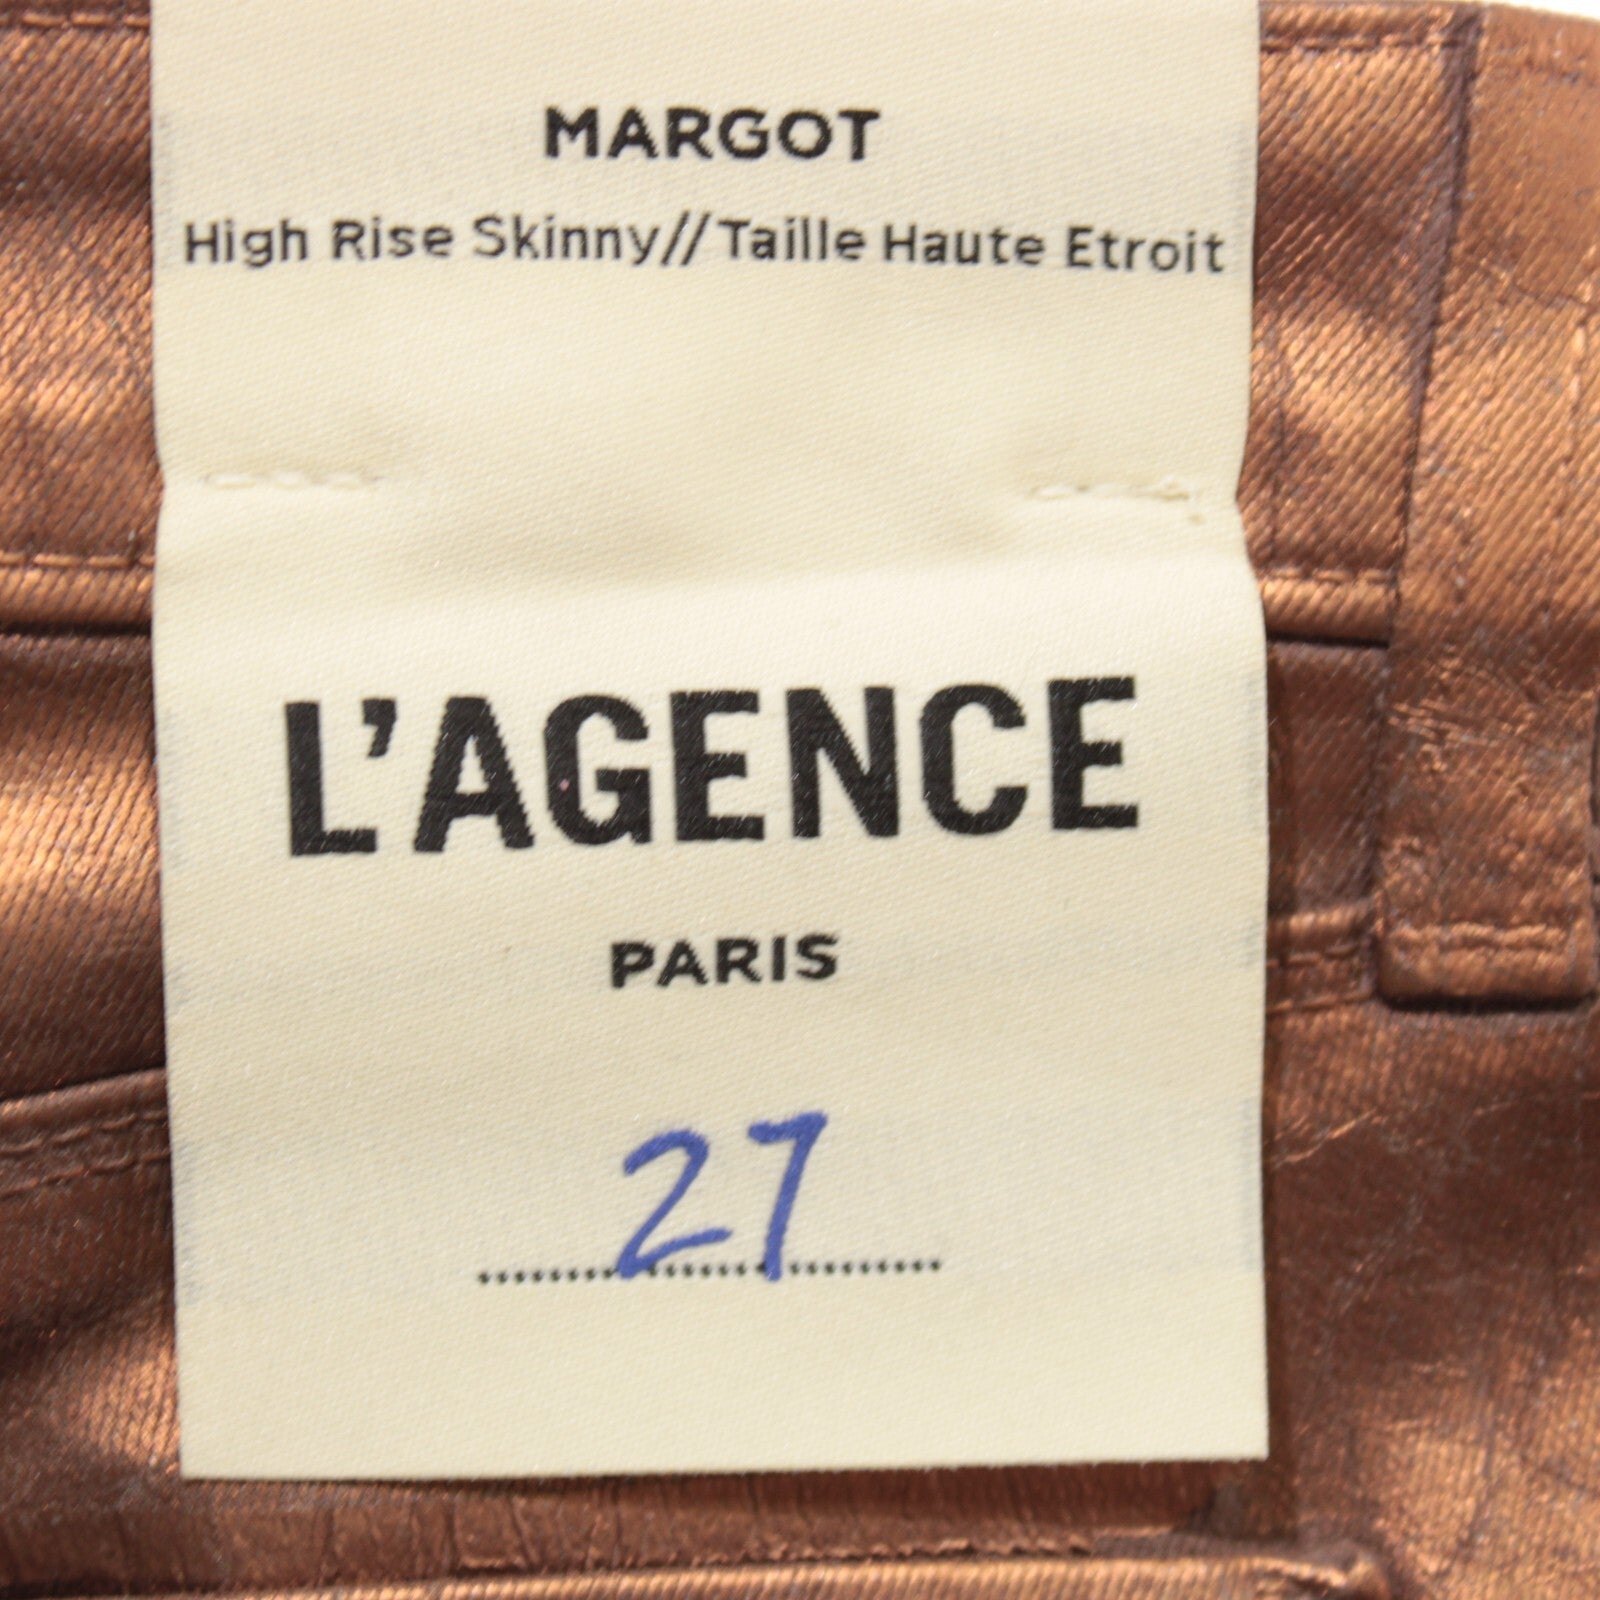 MARGOT
High Rise Skinny//Taille Haute Etroit
L'AGENCE
PARIS
27